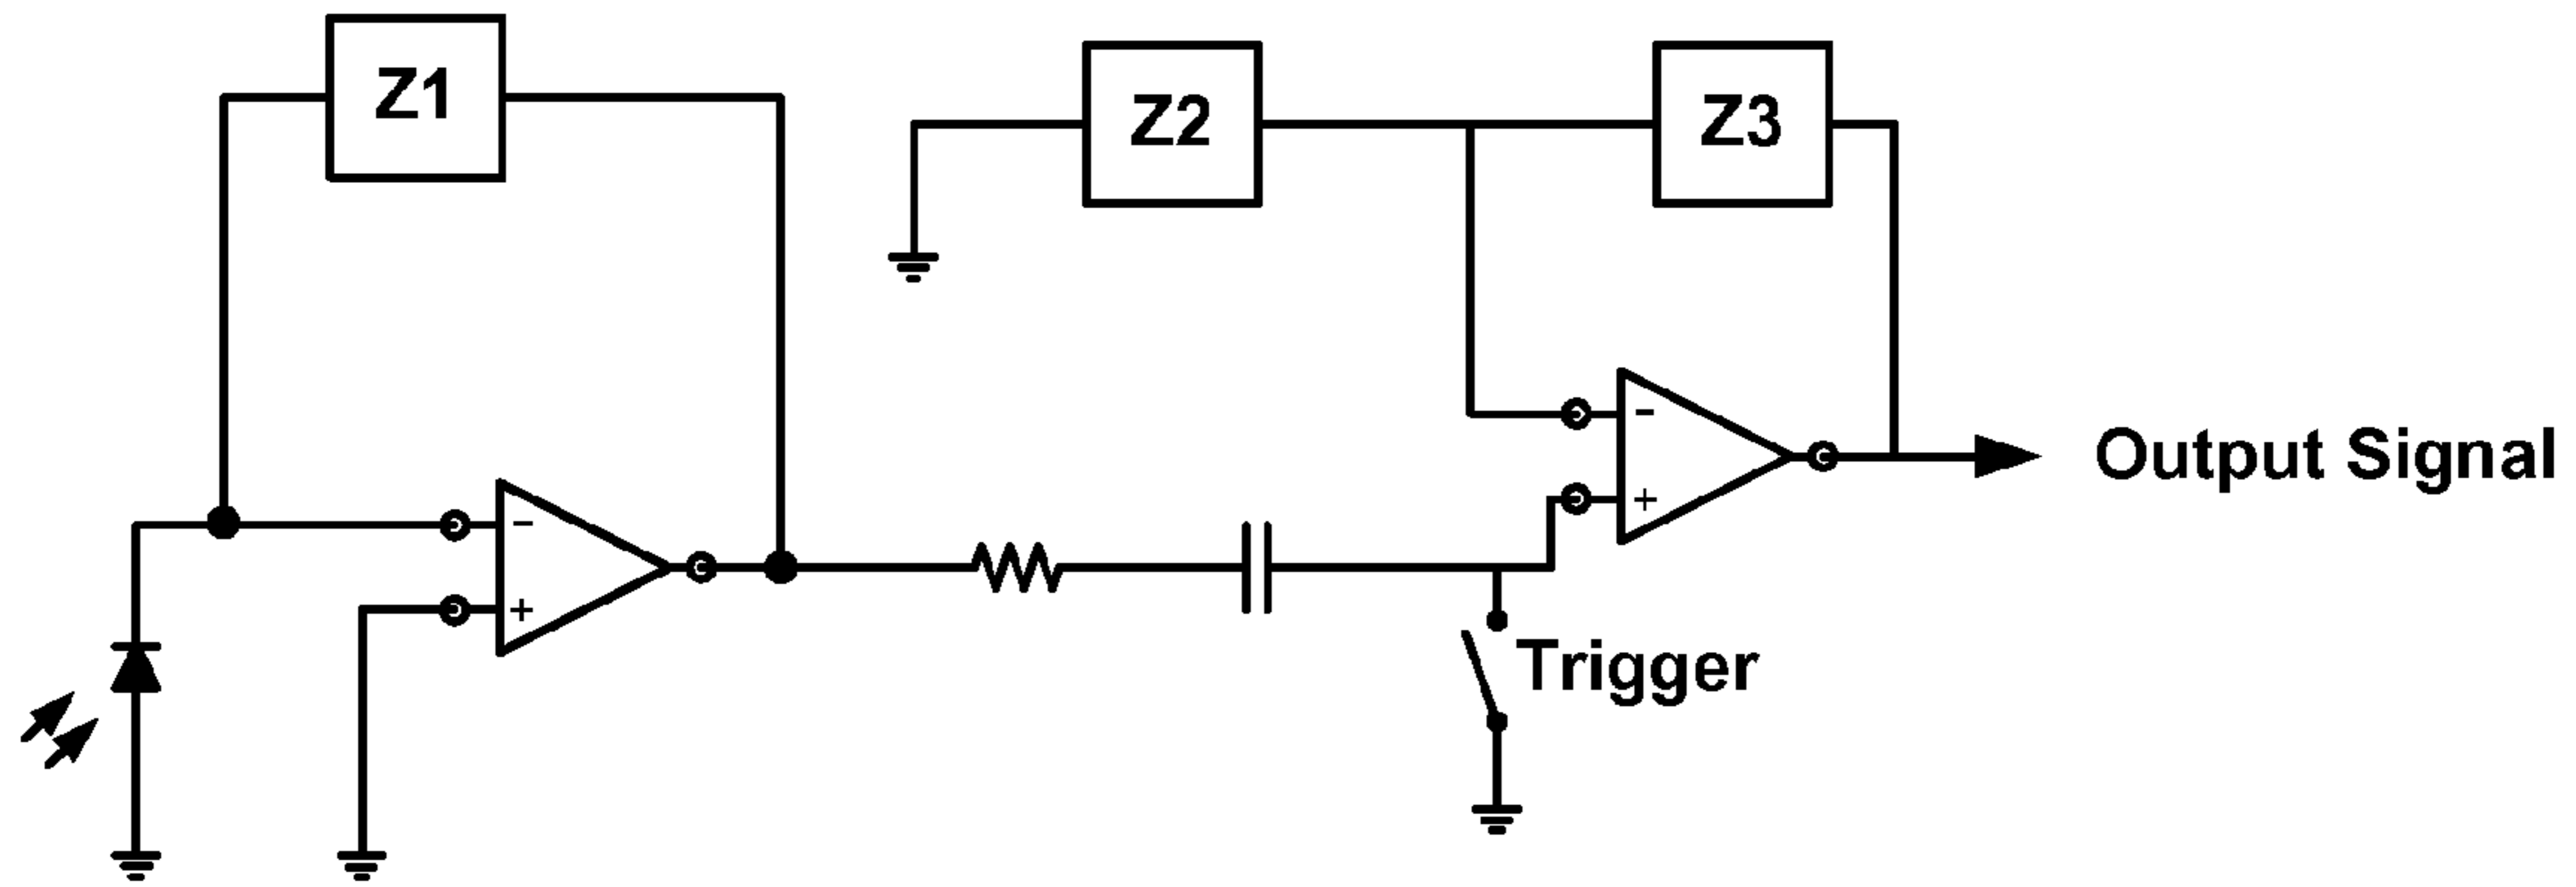 Z1
Z2
Z3
-
+
-
+
Trigger
Output Signal